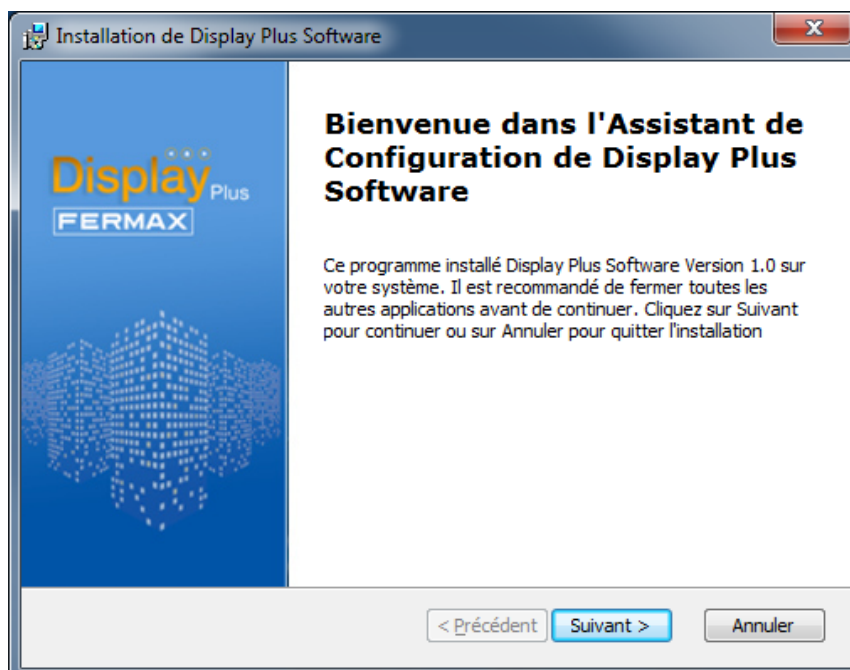 Installation de Display Plus Software
Display Plus
FERMAX
Bienvenue dans l'Assistant de
Configuration de Display Plus
Software
Ce programme installé Display Plus Software Version 1.0 sur
votre système. Il est recommandé de fermer toutes les
autres applications avant de continuer. Cliquez sur Suivant
pour continuer ou sur Annuler pour quitter l'installation
< Précédent
Suivant >
Annuler